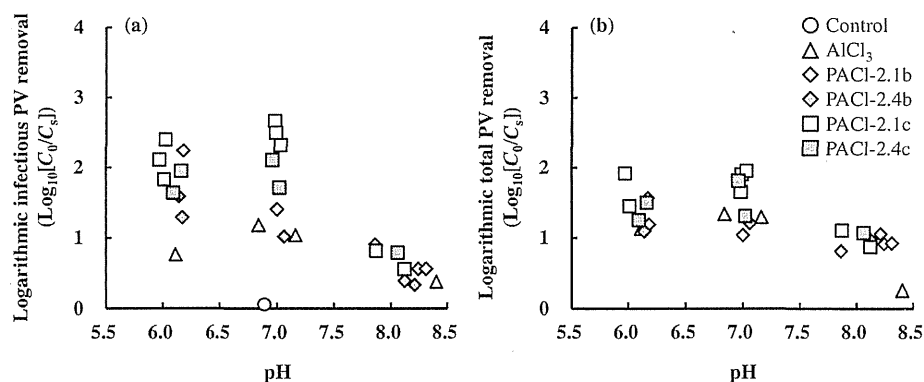 (a)
Logarithmic infectious PV removal
(Log10[C0/Cs])
4
3
2
1
0
5.5 6.0 6.5 7.0 7.5 8.0 8.5
pH
(b)
Logarithmic total PV removal
(Log10[C0/Cs])
4
3
2
1
0
5.5 6.0 6.5 7.0 7.5 8.0 8.5
pH
Control
AlCl3
PACl-2.1b
PACl-2.4b
PACl-2.1c
PACl-2.4c